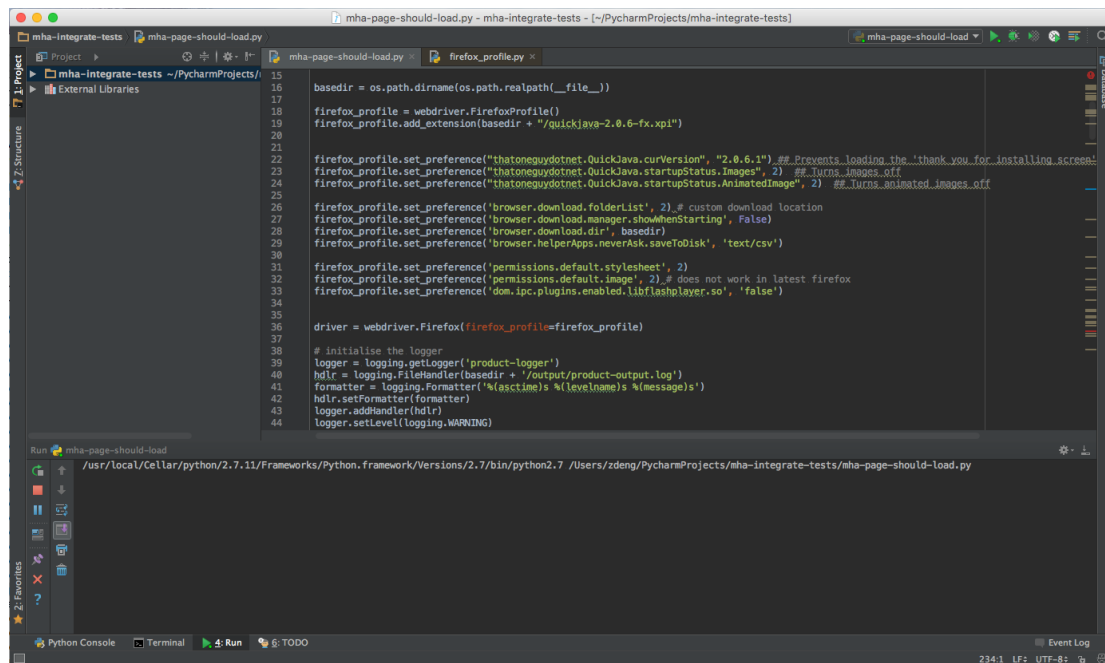 mha-page-should-load.py - mha-integrate-tests - [~/PycharmProjects/mha-integrate-tests]
mha-integrate-tests mha-page-should-load.py mha-page-should-load
Project mha-page-should-load.py × firefox_profile.py ×
mha-integrate-tests ~/PycharmProjects/
External Libraries
1: Project
Z: Structure
2: Favorites
Database
15
16 basedir = os.path.dirname(os.path.realpath(__file__))
17
18 firefox_profile = webdriver.FirefoxProfile()
19 firefox_profile.add_extension(basedir + "/quickjava-2.0.6-fx.xpi")
20
21
22 firefox_profile.set_preference("thatoneguydotnet.QuickJava.curVersion", "2.0.6.1") ## Prevents loading the 'thank you for installing screen'
23 firefox_profile.set_preference("thatoneguydotnet.QuickJava.startupStatus.Images", 2)  ## Turns images off
24 firefox_profile.set_preference("thatoneguydotnet.QuickJava.startupStatus.AnimatedImage", 2)  ## Turns animated images off
25
26 firefox_profile.set_preference('browser.download.folderList', 2) # custom download location
27 firefox_profile.set_preference('browser.download.manager.showWhenStarting', False)
28 firefox_profile.set_preference('browser.download.dir', basedir)
29 firefox_profile.set_preference('browser.helperApps.neverAsk.saveToDisk', 'text/csv')
30
31 firefox_profile.set_preference('permissions.default.stylesheet', 2)
32 firefox_profile.set_preference('permissions.default.image', 2) # does not work in latest firefox
33 firefox_profile.set_preference('dom.ipc.plugins.enabled.libflashplayer.so', 'false')
34
35
36 driver = webdriver.Firefox(firefox_profile=firefox_profile)
37
38 # initialise the logger
39 logger = logging.getLogger('product-logger')
40 hdlr = logging.FileHandler(basedir + '/output/product-output.log')
41 formatter = logging.Formatter('%(asctime)s %(levelname)s %(message)s')
42 hdlr.setFormatter(formatter)
43 logger.addHandler(hdlr)
44 logger.setLevel(logging.WARNING)
Run mha-page-should-load
/usr/local/Cellar/python/2.7.11/Frameworks/Python.framework/Versions/2.7/bin/python2.7 /Users/zdeng/PycharmProjects/mha-integrate-tests/mha-page-should-load.py
Python Console Terminal 4: Run 6: TODO Event Log
234:1 LF: UTF-8: